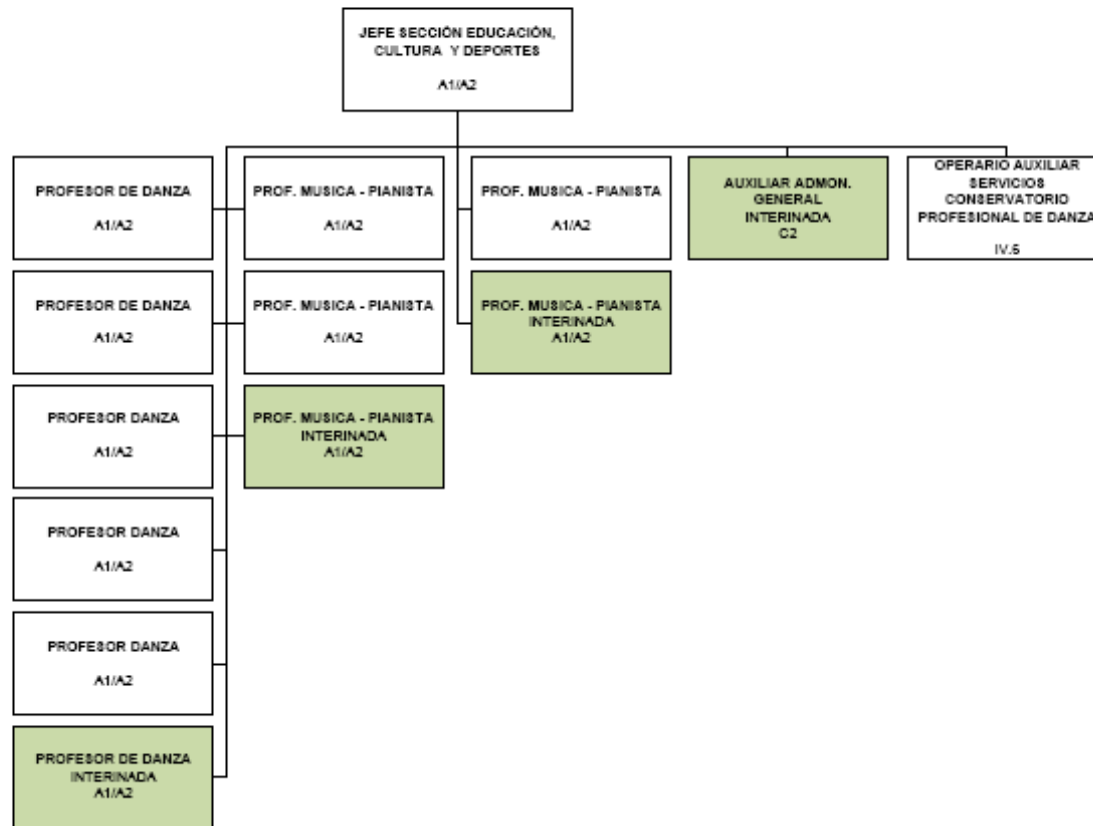 JEFE SECCIÓN EDUCACIÓN,
CULTURA Y DEPORTES
A1/A2
PROFESOR DE DANZA
A1/A2
PROF. MUSICA - PIANISTA
A1/A2
PROF. MUSICA - PIANISTA
A1/A2
AUXILIAR ADMON.
GENERAL
INTERINADA
C2
OPERARIO AUXILIAR
SERVICIOS
CONSERVATORIO
PROFESIONAL DE DANZA
IV.5
PROFESOR DE DANZA
A1/A2
PROF. MUSICA - PIANISTA
A1/A2
PROF. MUSICA - PIANISTA
INTERINADA
A1/A2
PROFESOR DANZA
A1/A2
PROF. MUSICA - PIANISTA
INTERINADA
A1/A2
PROFESOR DANZA
A1/A2
PROFESOR DANZA
A1/A2
PROFESOR DE DANZA
INTERINADA
A1/A2